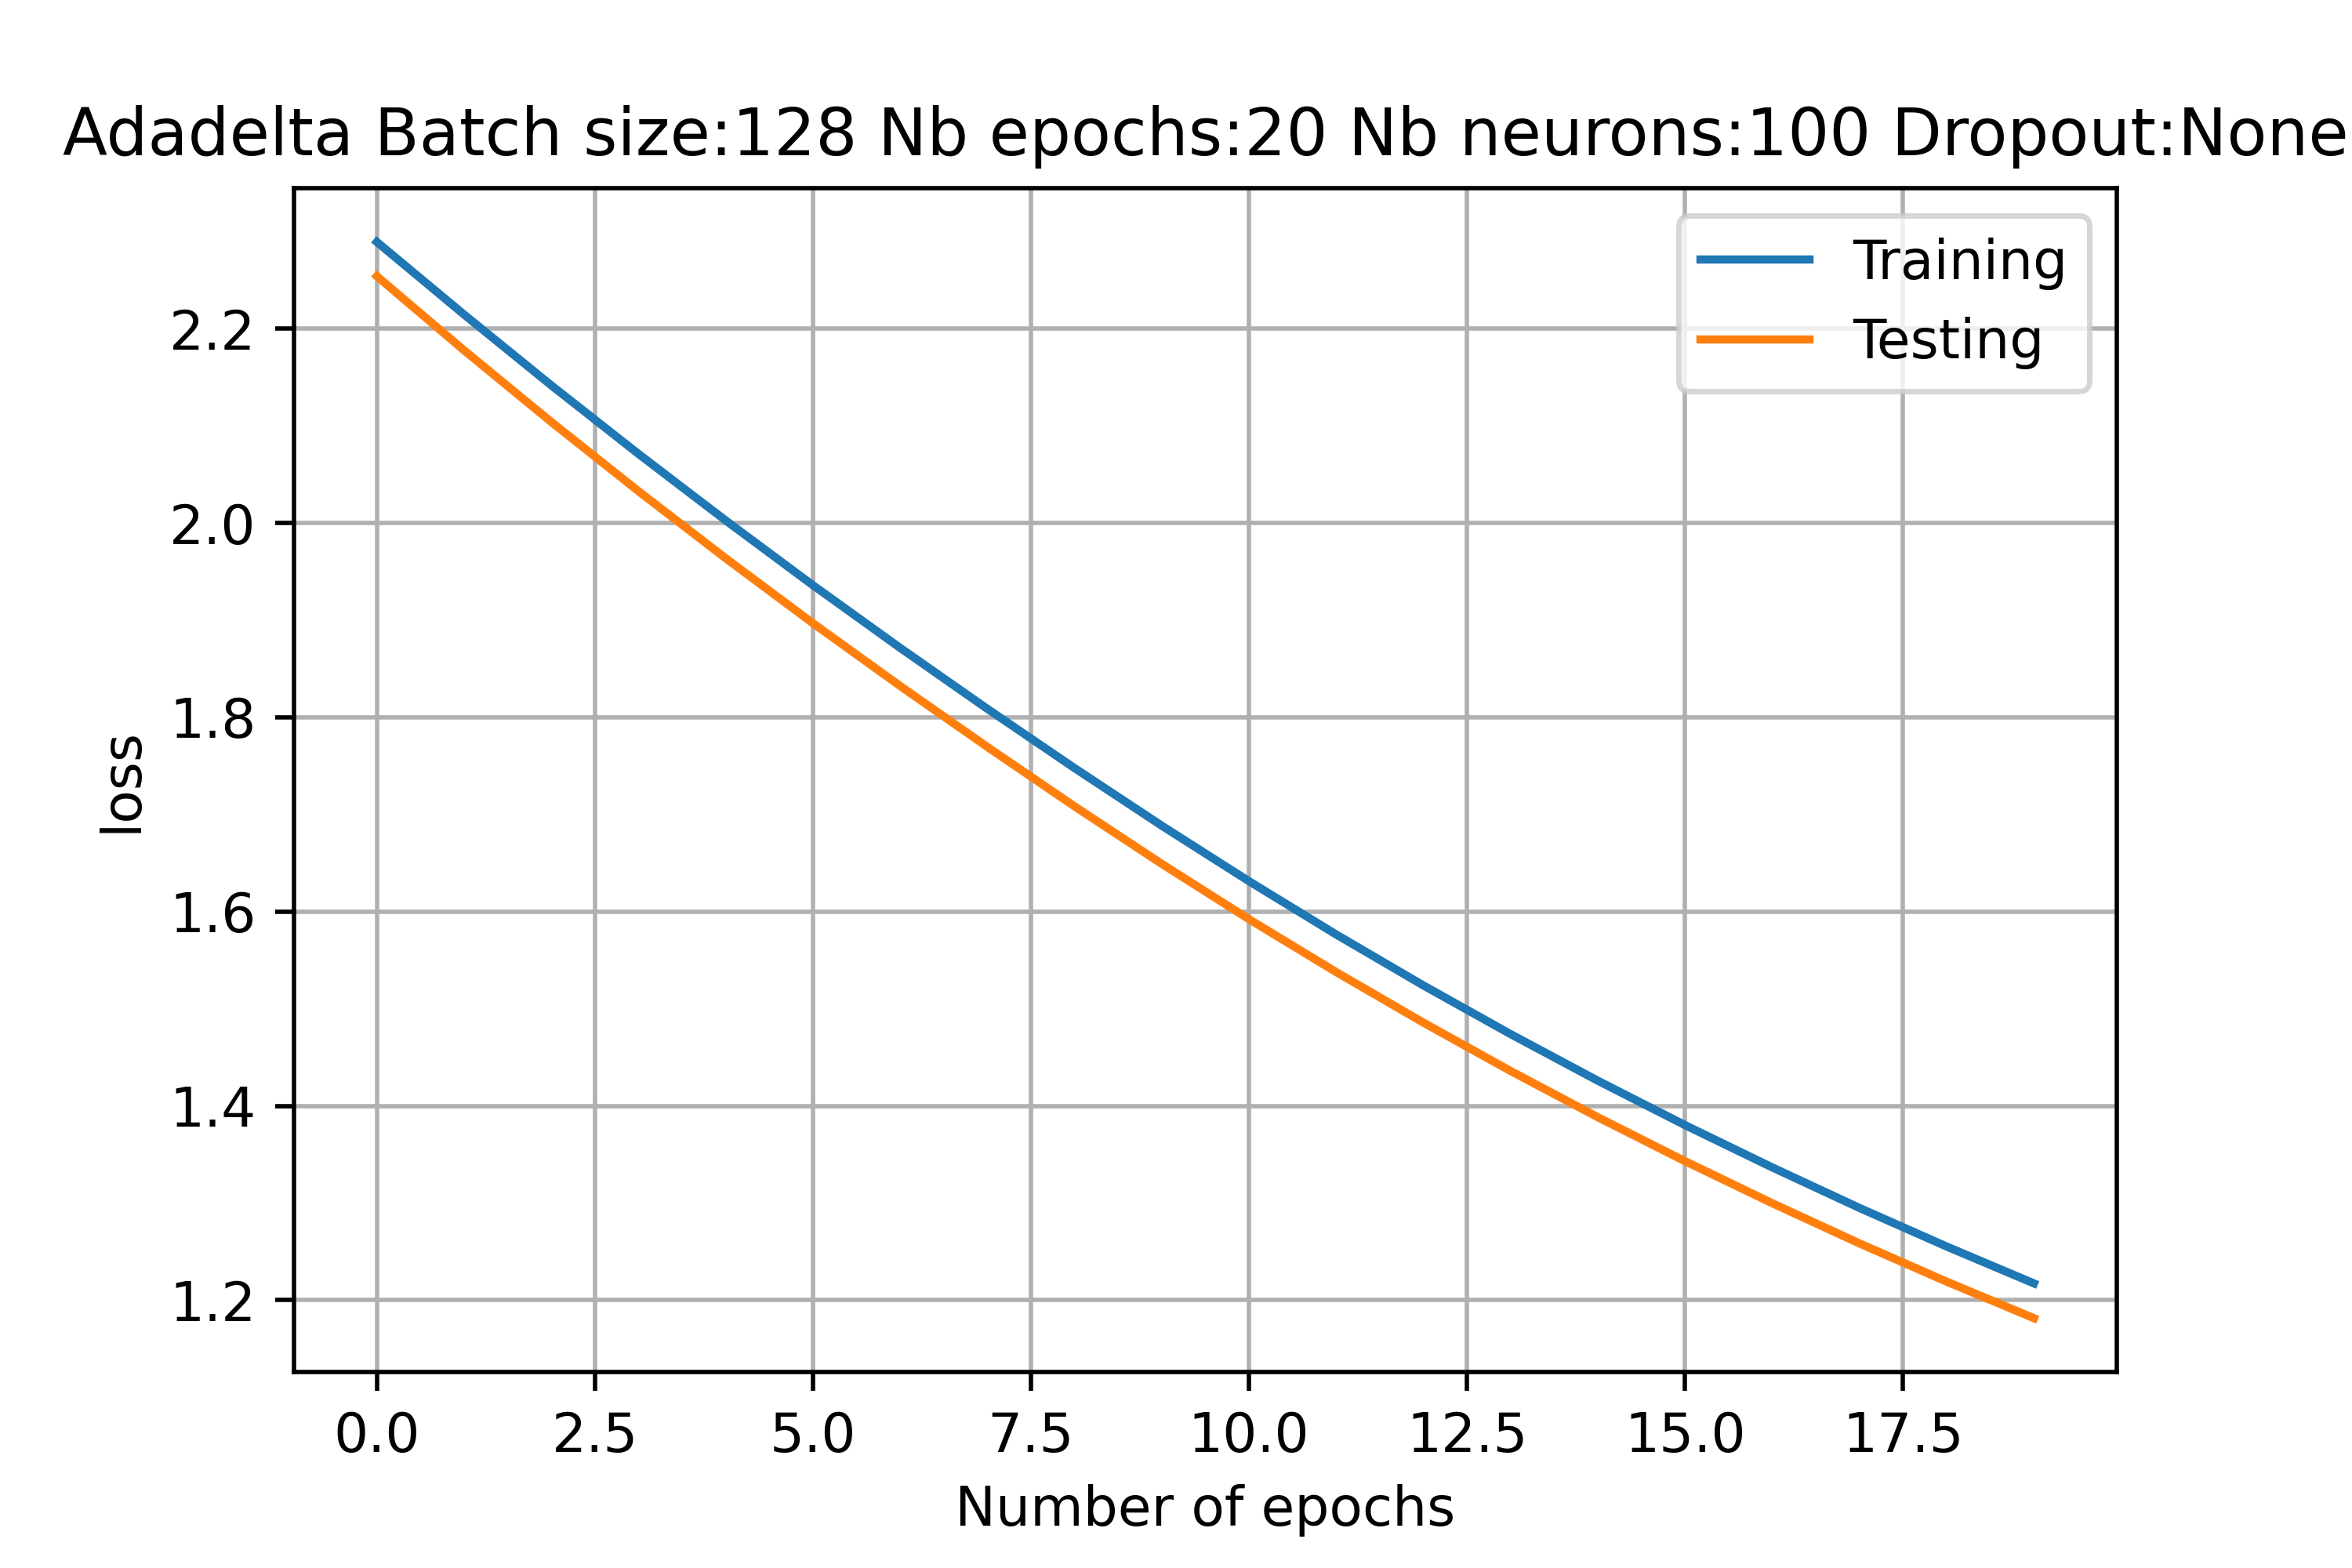 Adadelta Batch size:128 Nb epochs:20 Nb neurons:100 Dropout:None
Training
Testing
2.2
2.0
1.8
1.6
1.4
1.2
loss
0.0 2.5 5.0 7.5 10.0 12.5 15.0 17.5
Number of epochs